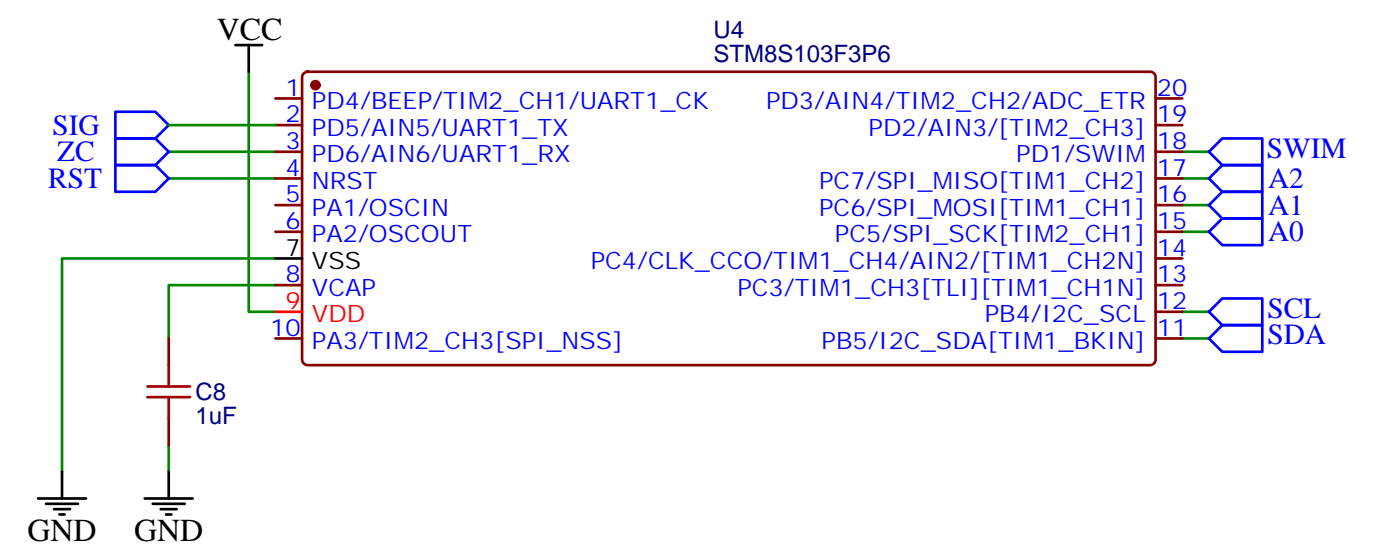 VCC
U4
STM8S103F3P6
1 PD4/BEEP/TIM2_CH1/UART1_CK PD3/AIN4/TIM2_CH2/ADC_ETR 20
SIG 2 PD5/AIN5/UART1_TX PD2/AIN3/[TIM2_CH3] 19
ZC 3 PD6/AIN6/UART1_RX PD1/SWIM 18 SWIM
RST 4 NRST PC7/SPI_MISO[TIM1_CH2] 17 A2
5 PA1/OSCIN PC6/SPI_MOSI[TIM1_CH1] 16 A1
6 PA2/OSCOUT PC5/SPI_SCK[TIM2_CH1] 15 A0
7 VSS PC4/CLK_CCO/TIM1_CH4/AIN2/[TIM1_CH2N] 14
8 VCAP PC3/TIM1_CH3[TLI][TIM1_CH1N] 13
9 VDD PB4/I2C_SCL 12 SCL
10 PA3/TIM2_CH3[SPI_NSS] PB5/I2C_SDA[TIM1_BKIN] 11 SDA
C8
1uF
GND GND